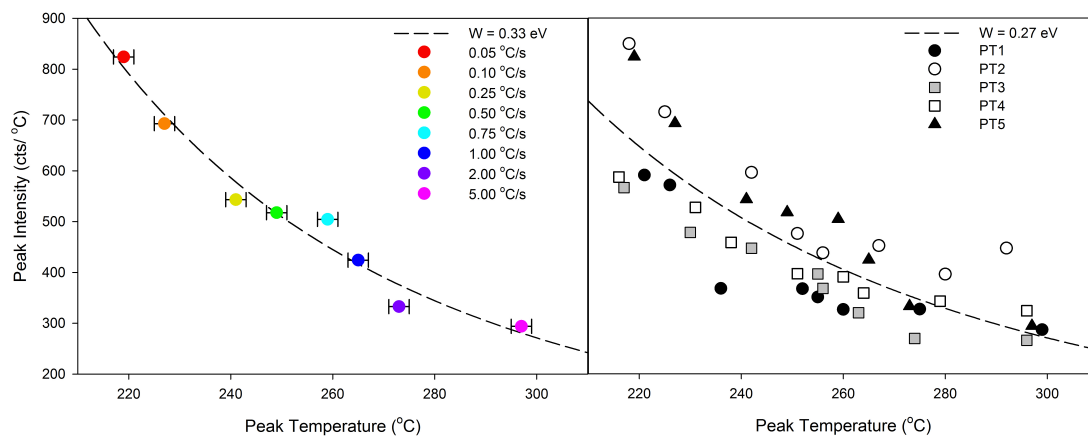 900
800
700
600
500
400
300
200
Peak Intensity (cts/ °C)
W = 0.33 eV
0.05 °C/s
0.10 °C/s
0.25 °C/s
0.50 °C/s
0.75 °C/s
1.00 °C/s
2.00 °C/s
5.00 °C/s
220 240 260 280 300
Peak Temperature (°C)
W = 0.27 eV
PT1
PT2
PT3
PT4
PT5
220 240 260 280 300
Peak Temperature (°C)